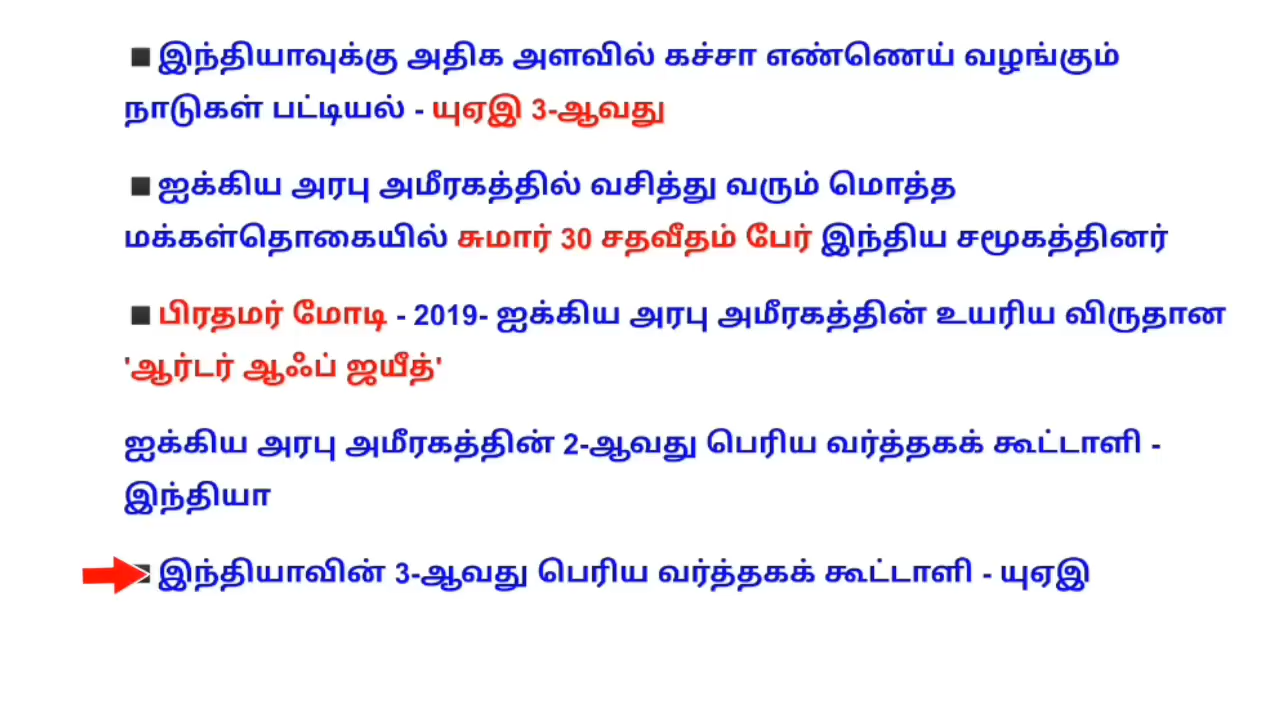 ▪இந்தியாவுக்கு அதிக அளவில் கச்சா எண்ணெய் வழங்கும்
நாடுகள் பட்டியல் - யுஏஇ 3-ஆவது
▪ஐக்கிய அரபு அமீரகத்தில் வசித்து வரும் மொத்த
மக்கள்தொகையில் சுமார் 30 சதவீதம் பேர் இந்திய சமூகத்தினர்
▪பிரதமர் மோடி - 2019- ஐக்கிய அரபு அமீரகத்தின் உயரிய விருதான
'ஆர்டர் ஆஃப் ஜயீத்'
ஐக்கிய அரபு அமீரகத்தின் 2-ஆவது பெரிய வர்த்தகக் கூட்டாளி -
இந்தியா
▪இந்தியாவின் 3-ஆவது பெரிய வர்த்தகக் கூட்டாளி - யுஏஇ